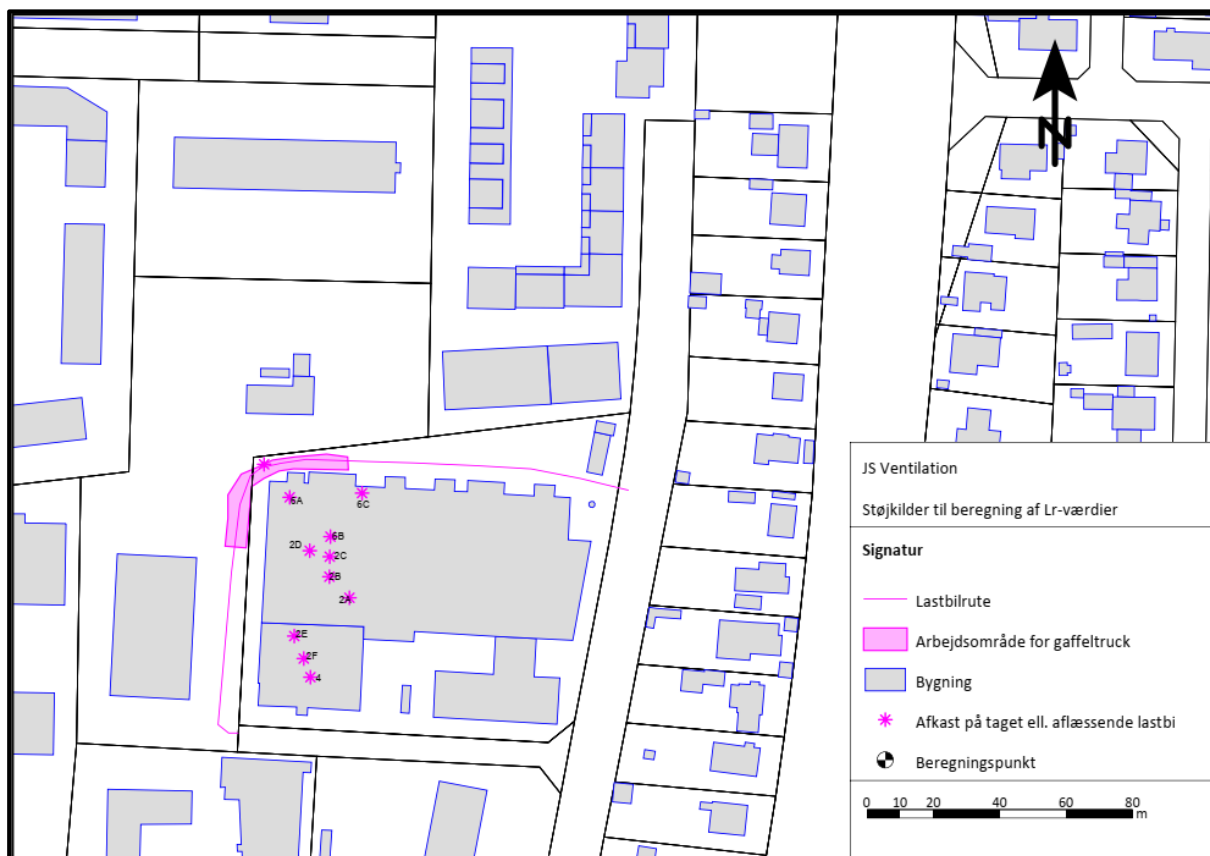 N
6A
6C
6B
2D
2C
2B
2A
2E
2F
4
JS Ventilation
Støjkilder til beregning af Lr-værdier
Signatur
Lastbilrute
Arbejdsområde for gaffeltruck
Bygning
Afkast på taget ell. aflæssende lastbi
Beregningspunkt
0 10 20 40 60 80
m